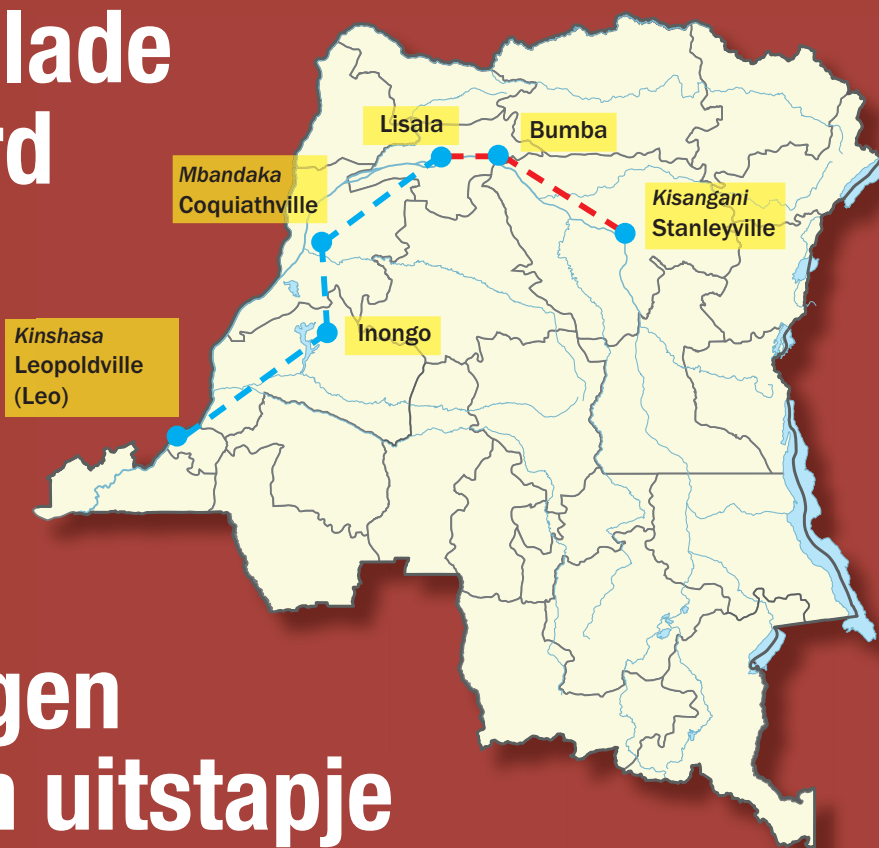 lade
rd
Lisala
Bumba
Mbandaka
Coquiathville
Kisangani
Stanleyville
Inongo
Kinshasa
Leopoldville
(Leo)
gen
n uitstapje